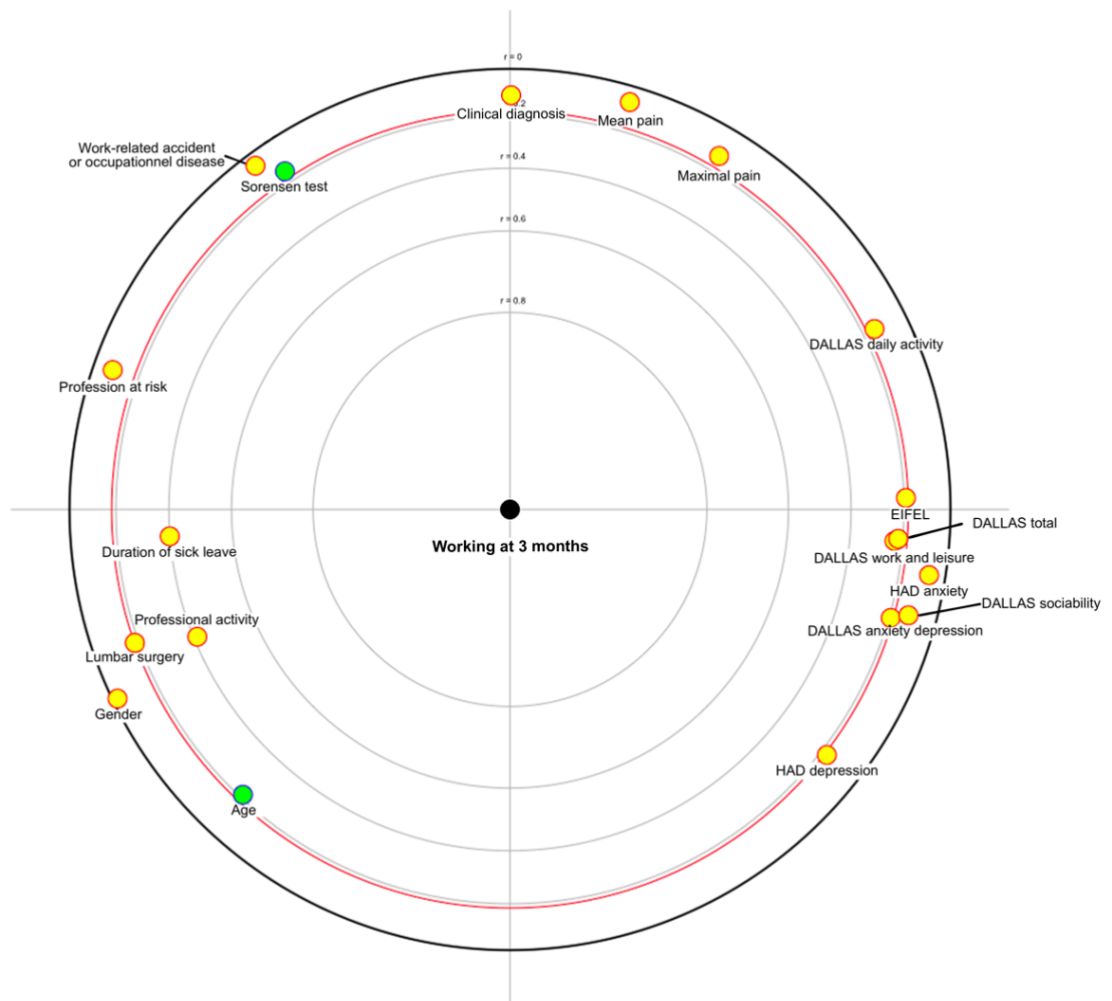 r = 0
0.2
Clinical diagnosis
Mean pain
Work-related accident
or occupationnel disease
Sorensen test
r = 0.4
Maximal pain
r = 0.6
r = 0.8
DALLAS daily activity
Profession at risk
EIFEL
DALLAS total
Working at 3 months
Duration of sick leave
DALLAS work and leisure
HAD anxiety
DALLAS sociability
Professional activity
DALLAS anxiety depression
Lumbar surgery
Gender
HAD depression
Age